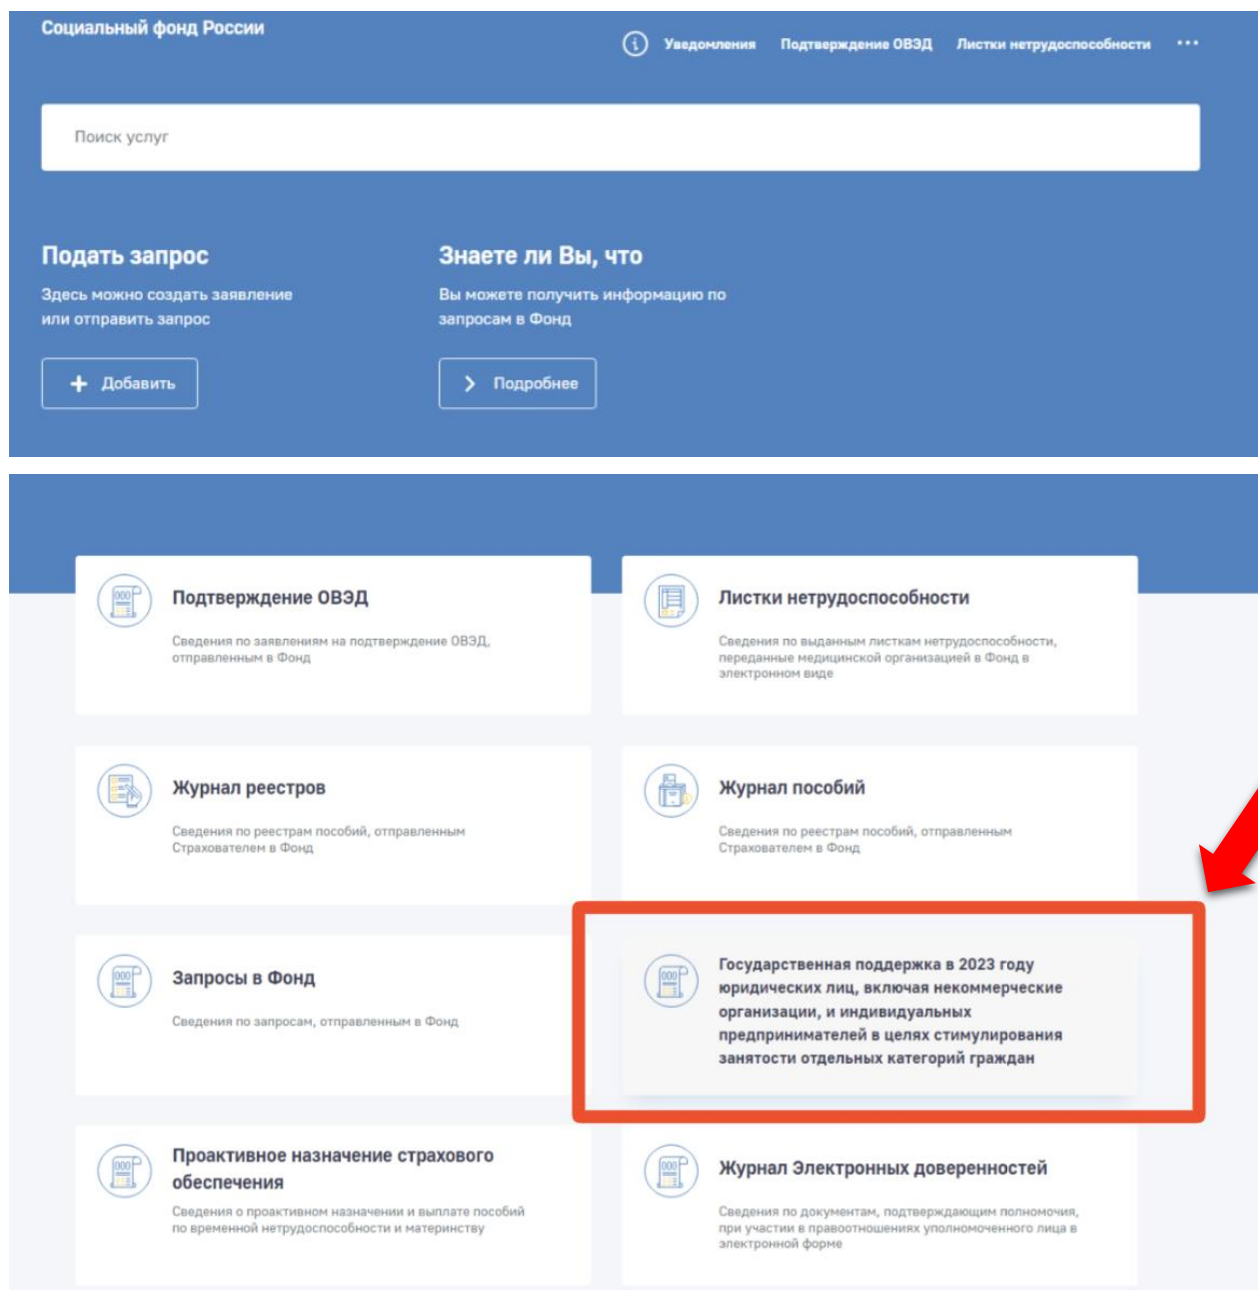 Социальный фонд России
Уведомления Подтверждение ОВЭД Листки нетрудоспособности ···
Поиск услуг
Подать запрос
Здесь можно создать заявление
или отправить запрос
+ Добавить
Знаете ли Вы, что
Вы можете получить информацию по
запросам в Фонд
Подробнее
Подтверждение ОВЭД
Сведения по заявлениям на подтверждение ОВЭД,
отправленным в Фонд
Листки нетрудоспособности
Сведения по выданным листкам нетрудоспособности,
переданные медицинской организацией в Фонд в
электронном виде
Журнал реестров
Сведения по реестрам пособий, отправленным
Страхователем в Фонд
Журнал пособий
Сведения по реестрам пособий, отправленным
Страхователем в Фонд
Запросы в Фонд
Сведения по запросам, отправленным в Фонд
Государственная поддержка в 2023 году
юридических лиц, включая некоммерческие
организации, и индивидуальных
предпринимателей в целях стимулирования
занятости отдельных категорий граждан
Проактивное назначение страхового
обеспечения
Сведения о проактивном назначении и выплате пособий
по временной нетрудоспособности и материнству
Журнал Электронных доверенностей
Сведения по документам, подтверждающим полномочия,
при участии в правоотношениях уполномоченного лица в
электронной форме